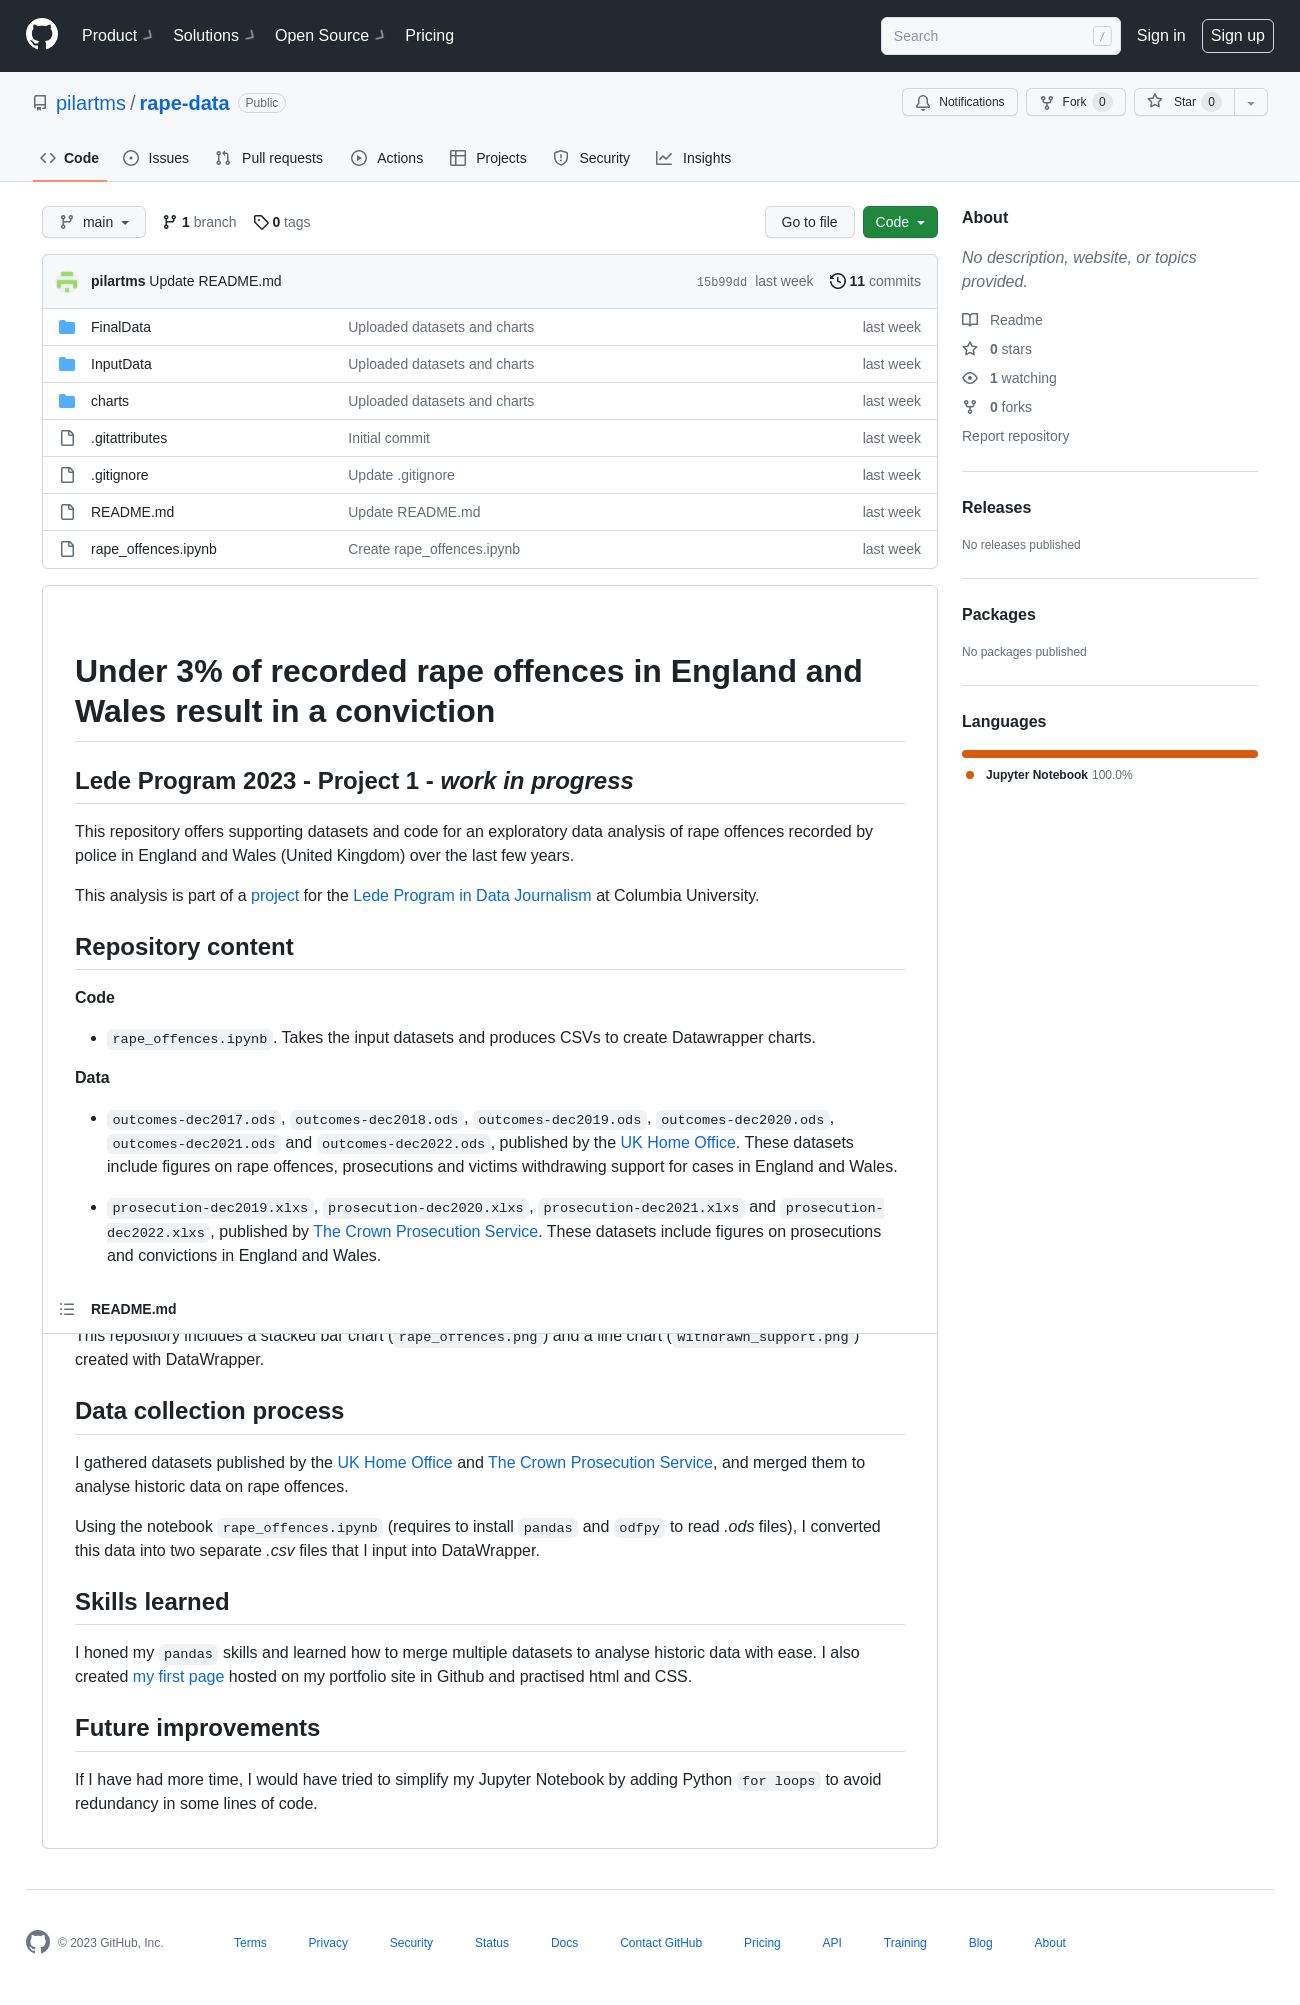 Product Solutions Open Source Pricing Search / Sign in Sign up
pilartms / rape-data Public Notifications Fork 0 Star 0
Code Issues Pull requests Actions Projects Security Insights
main 1 branch 0 tags Go to file Code
pilartms Update README.md 15b99dd last week 11 commits
FinalData Uploaded datasets and charts last week
InputData Uploaded datasets and charts last week
charts Uploaded datasets and charts last week
.gitattributes Initial commit last week
.gitignore Update .gitignore last week
README.md Update README.md last week
rape_offences.ipynb Create rape_offences.ipynb last week
About
No description, website, or topics
provided.
Readme
0 stars
1 watching
0 forks
Report repository
Releases
No releases published
Packages
No packages published
Languages
Jupyter Notebook 100.0%
Under 3% of recorded rape offences in England and
Wales result in a conviction
Lede Program 2023 - Project 1 - work in progress
This repository offers supporting datasets and code for an exploratory data analysis of rape offences recorded by
police in England and Wales (United Kingdom) over the last few years.
This analysis is part of a project for the Lede Program in Data Journalism at Columbia University.
Repository content
Code
• rape_offences.ipynb. Takes the input datasets and produces CSVs to create Datawrapper charts.
Data
• outcomes-dec2017.ods, outcomes-dec2018.ods, outcomes-dec2019.ods, outcomes-dec2020.ods,
outcomes-dec2021.ods and outcomes-dec2022.ods, published by the UK Home Office. These datasets
include figures on rape offences, prosecutions and victims withdrawing support for cases in England and Wales.
• prosecution-dec2019.xlxs, prosecution-dec2020.xlxs, prosecution-dec2021.xlxs and prosecution-
dec2022.xlxs, published by The Crown Prosecution Service. These datasets include figures on prosecutions
and convictions in England and Wales.
README.md
This repository includes a stacked bar chart (rape_offences.png) and a line chart (withdrawn_support.png)
created with DataWrapper.
Data collection process
I gathered datasets published by the UK Home Office and The Crown Prosecution Service, and merged them to
analyse historic data on rape offences.
Using the notebook rape_offences.ipynb (requires to install pandas and odfpy to read .ods files), I converted
this data into two separate .csv files that I input into DataWrapper.
Skills learned
I honed my pandas skills and learned how to merge multiple datasets to analyse historic data with ease. I also
created my first page hosted on my portfolio site in Github and practised html and CSS.
Future improvements
If I have had more time, I would have tried to simplify my Jupyter Notebook by adding Python for loops to avoid
redundancy in some lines of code.
© 2023 GitHub, Inc. Terms Privacy Security Status Docs Contact GitHub Pricing API Training Blog About